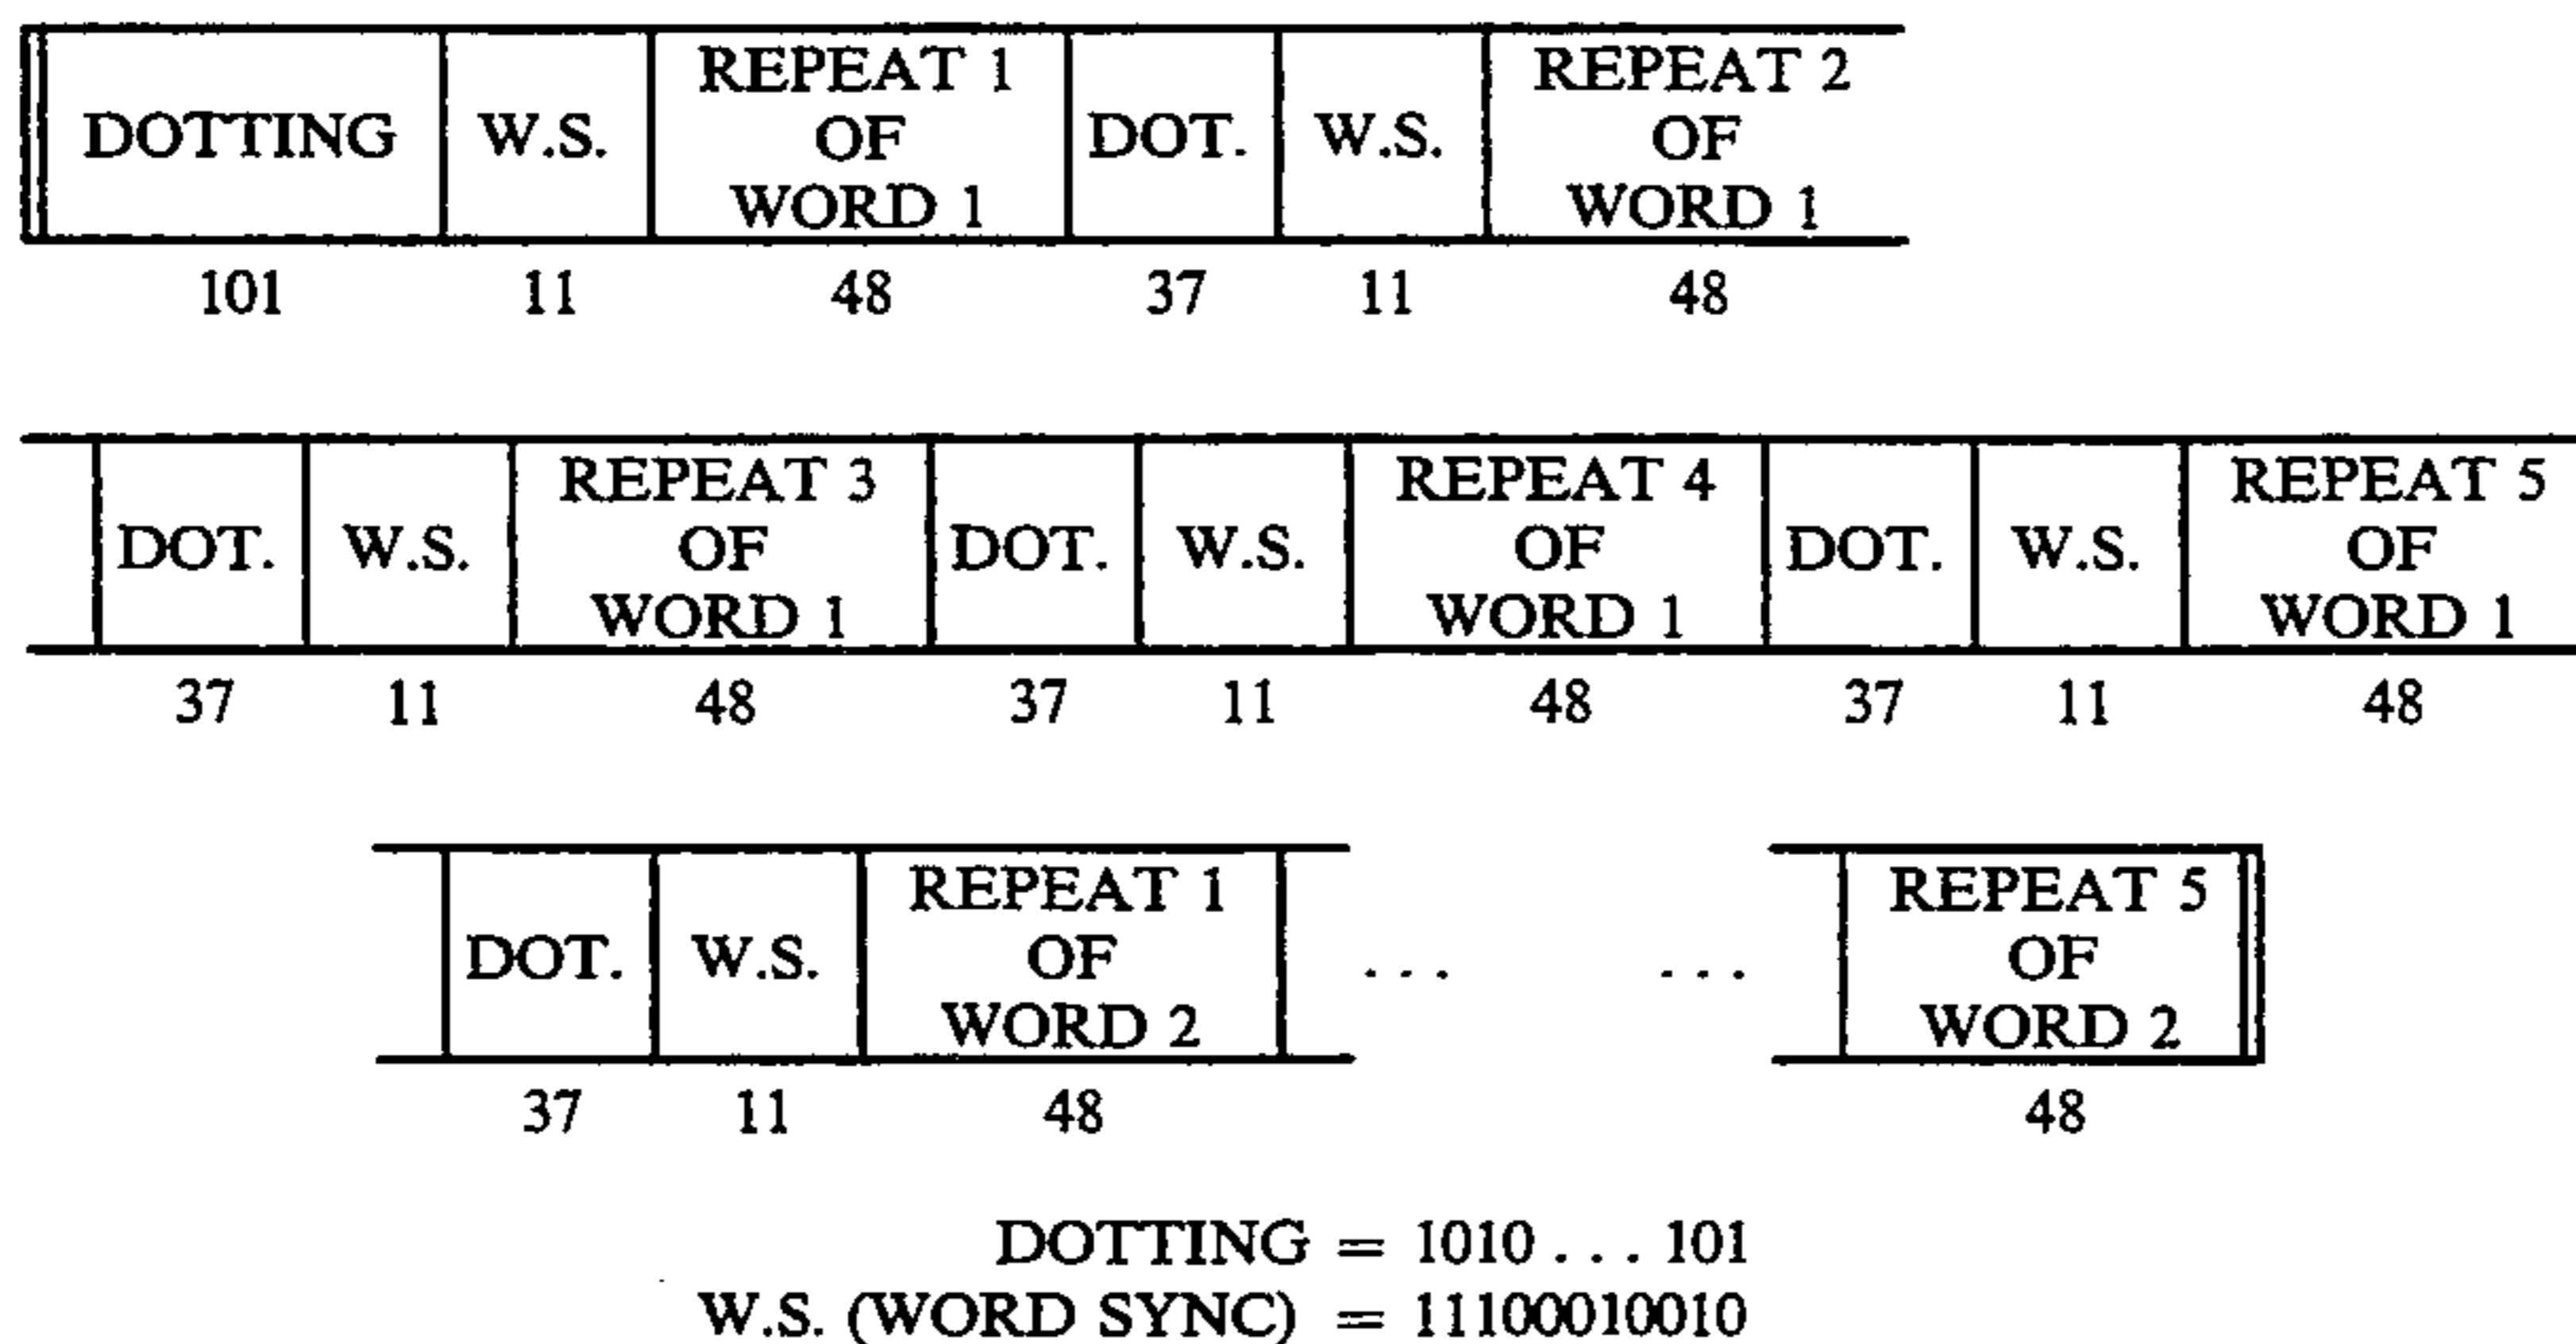 DOTTING W.S. REPEAT 1 OF WORD 1 DOT. W.S. REPEAT 2 OF WORD 1
101 11 48 37 11 48
DOT. W.S. REPEAT 3 OF WORD 1 DOT. W.S. REPEAT 4 OF WORD 1 DOT. W.S. REPEAT 5 OF WORD 1
37 11 48 37 11 48 37 11 48
DOT. W.S. REPEAT 1 OF WORD 2 ... ... REPEAT 5 OF WORD 2
37 11 48 48
DOTTING = 1010 . . . 101
W.S. (WORD SYNC) = 11100010010